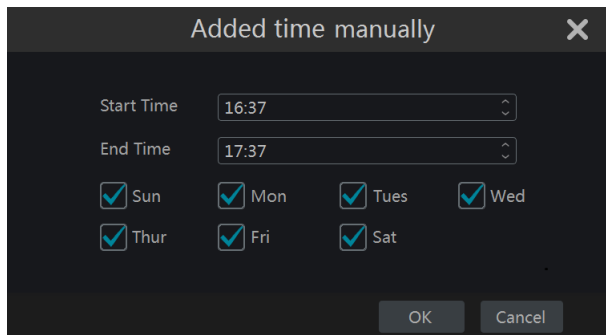 Added time manually
Start Time 16:37
End Time 17:37
Sun Mon Tues Wed
Thur Fri Sat
OK Cancel